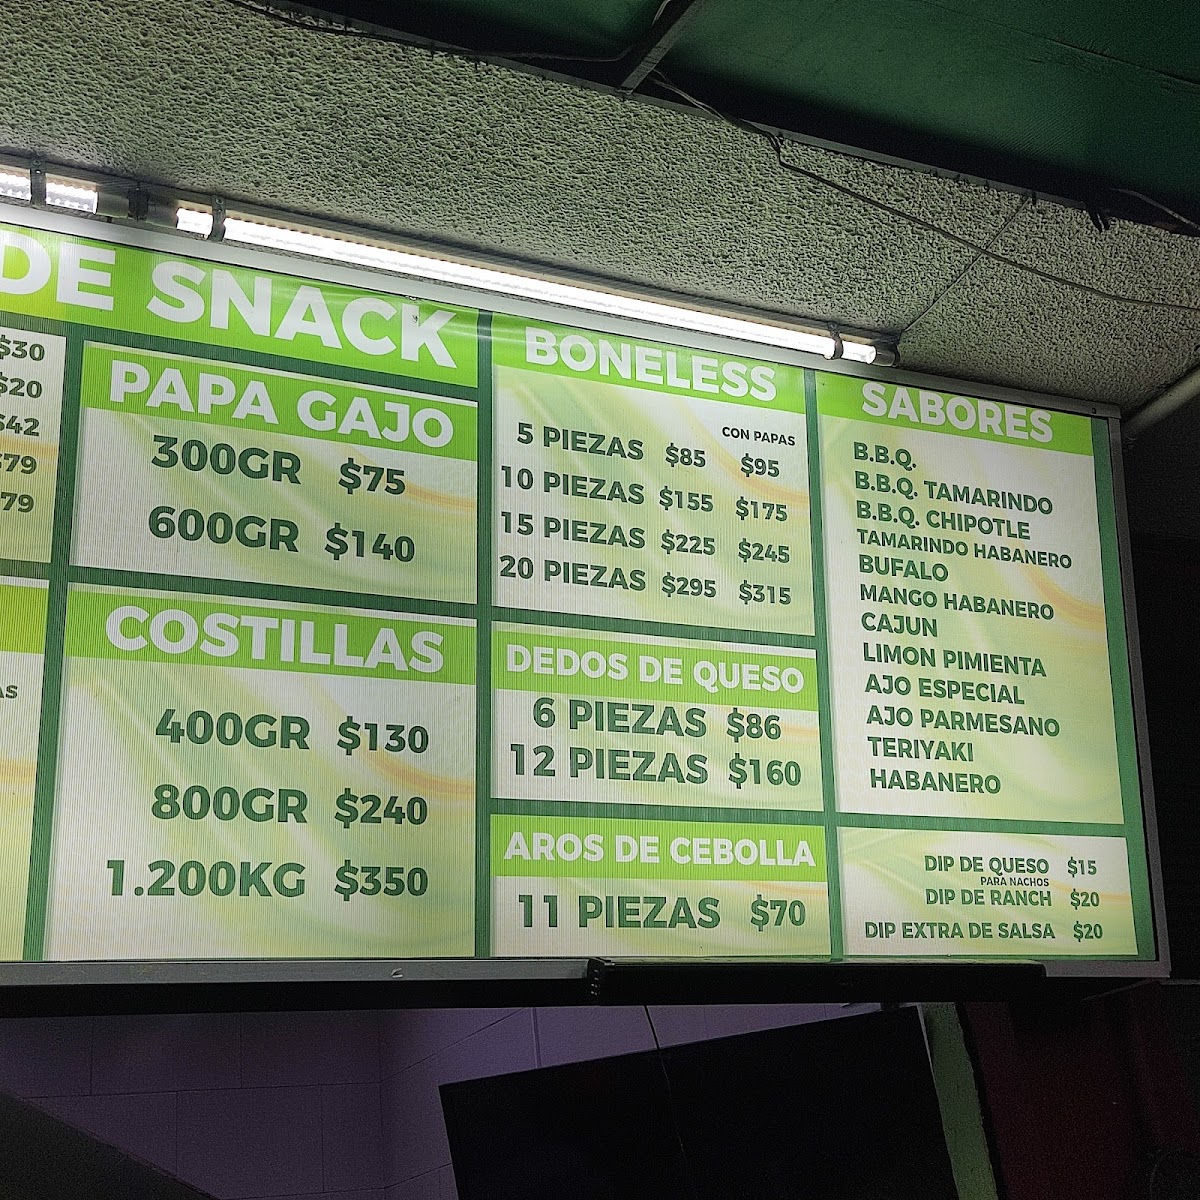 DE SNACK
$30
$20
$42
$79
$79
AS
PAPA GAJO
300GR $75
600GR $140
COSTILLAS
400GR $130
800GR $240
1.200KG $350
BONELESS
CON PAPAS
5 PIEZAS $85 $95
10 PIEZAS $155 $175
15 PIEZAS $225 $245
20 PIEZAS $295 $315
DEDOS DE QUESO
6 PIEZAS $86
12 PIEZAS $160
AROS DE CEBOLLA
11 PIEZAS $70
SABORES
B.B.Q.
B.B.Q. TAMARINDO
B.B.Q. CHIPOTLE
TAMARINDO HABANERO
BUFALO
MANGO HABANERO
CAJUN
LIMON PIMIENTA
AJO ESPECIAL
AJO PARMESANO
TERIYAKI
HABANERO
DIP DE QUESO $15
PARA NACHOS
DIP DE RANCH $20
DIP EXTRA DE SALSA $20